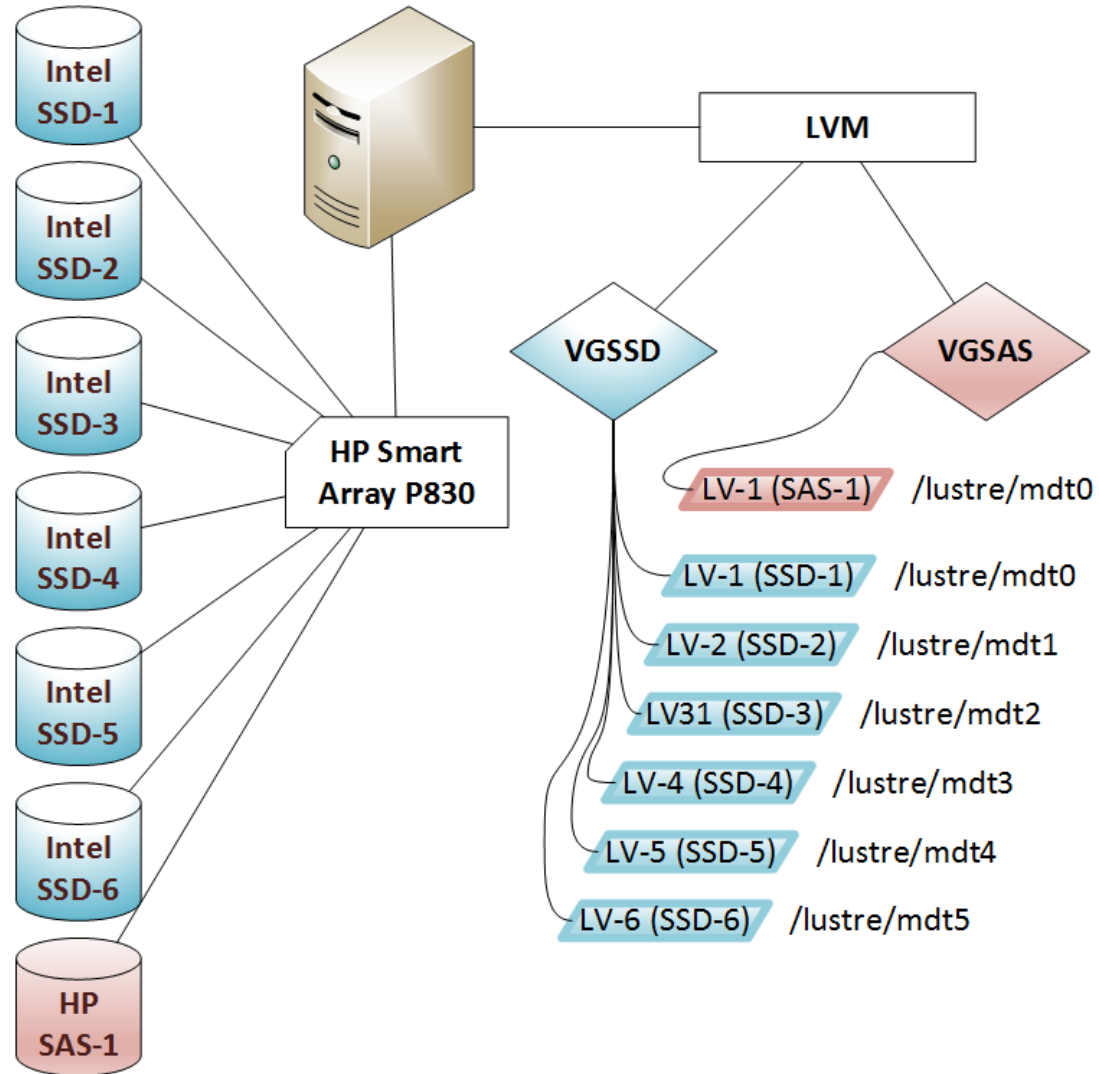 Intel
SSD-1
Intel
SSD-2
Intel
SSD-3
Intel
SSD-4
Intel
SSD-5
Intel
SSD-6
HP
SAS-1
HP Smart
Array P830
LVM
VGSSD
VGSAS
LV-1 (SAS-1) /lustre/mdt0
LV-1 (SSD-1) /lustre/mdt0
LV-2 (SSD-2) /lustre/mdt1
LV31 (SSD-3) /lustre/mdt2
LV-4 (SSD-4) /lustre/mdt3
LV-5 (SSD-5) /lustre/mdt4
LV-6 (SSD-6) /lustre/mdt5